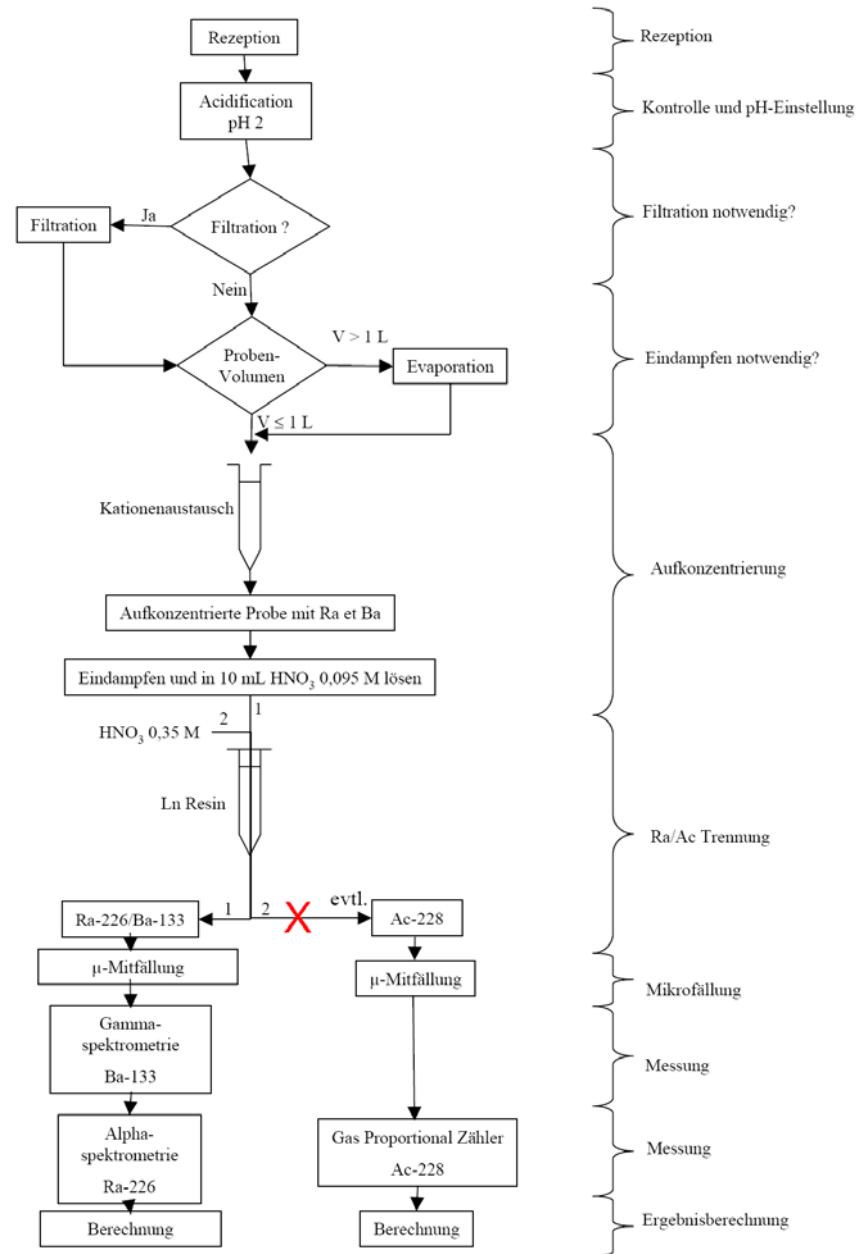 Rezeption
Rezeption
Acidification
pH 2
Kontrolle und pH-Einstellung
Filtration
Ja
Filtration ?
Filtration notwendig?
Nein
V > 1 L
Proben-
Volumen
Evaporation
Eindampfen notwendig?
V ≤ 1 L
Kationenaustausch
Aufkonzentrierung
Aufkonzentrierte Probe mit Ra et Ba
Eindampfen und in 10 mL HNO₃ 0,095 M lösen
1
2
HNO₃ 0,35 M
Ln Resin
Ra/Ac Trennung
Ra-226/Ba-133
1
2
X
evtl.
Ac-228
µ-Mitfällung
µ-Mitfällung
Mikrofällung
Gamma-
spektrometrie
Ba-133
Messung
Alpha-
spektrometrie
Ra-226
Gas Proportional Zähler
Ac-228
Messung
Berechnung
Berechnung
Ergebnisberechnung